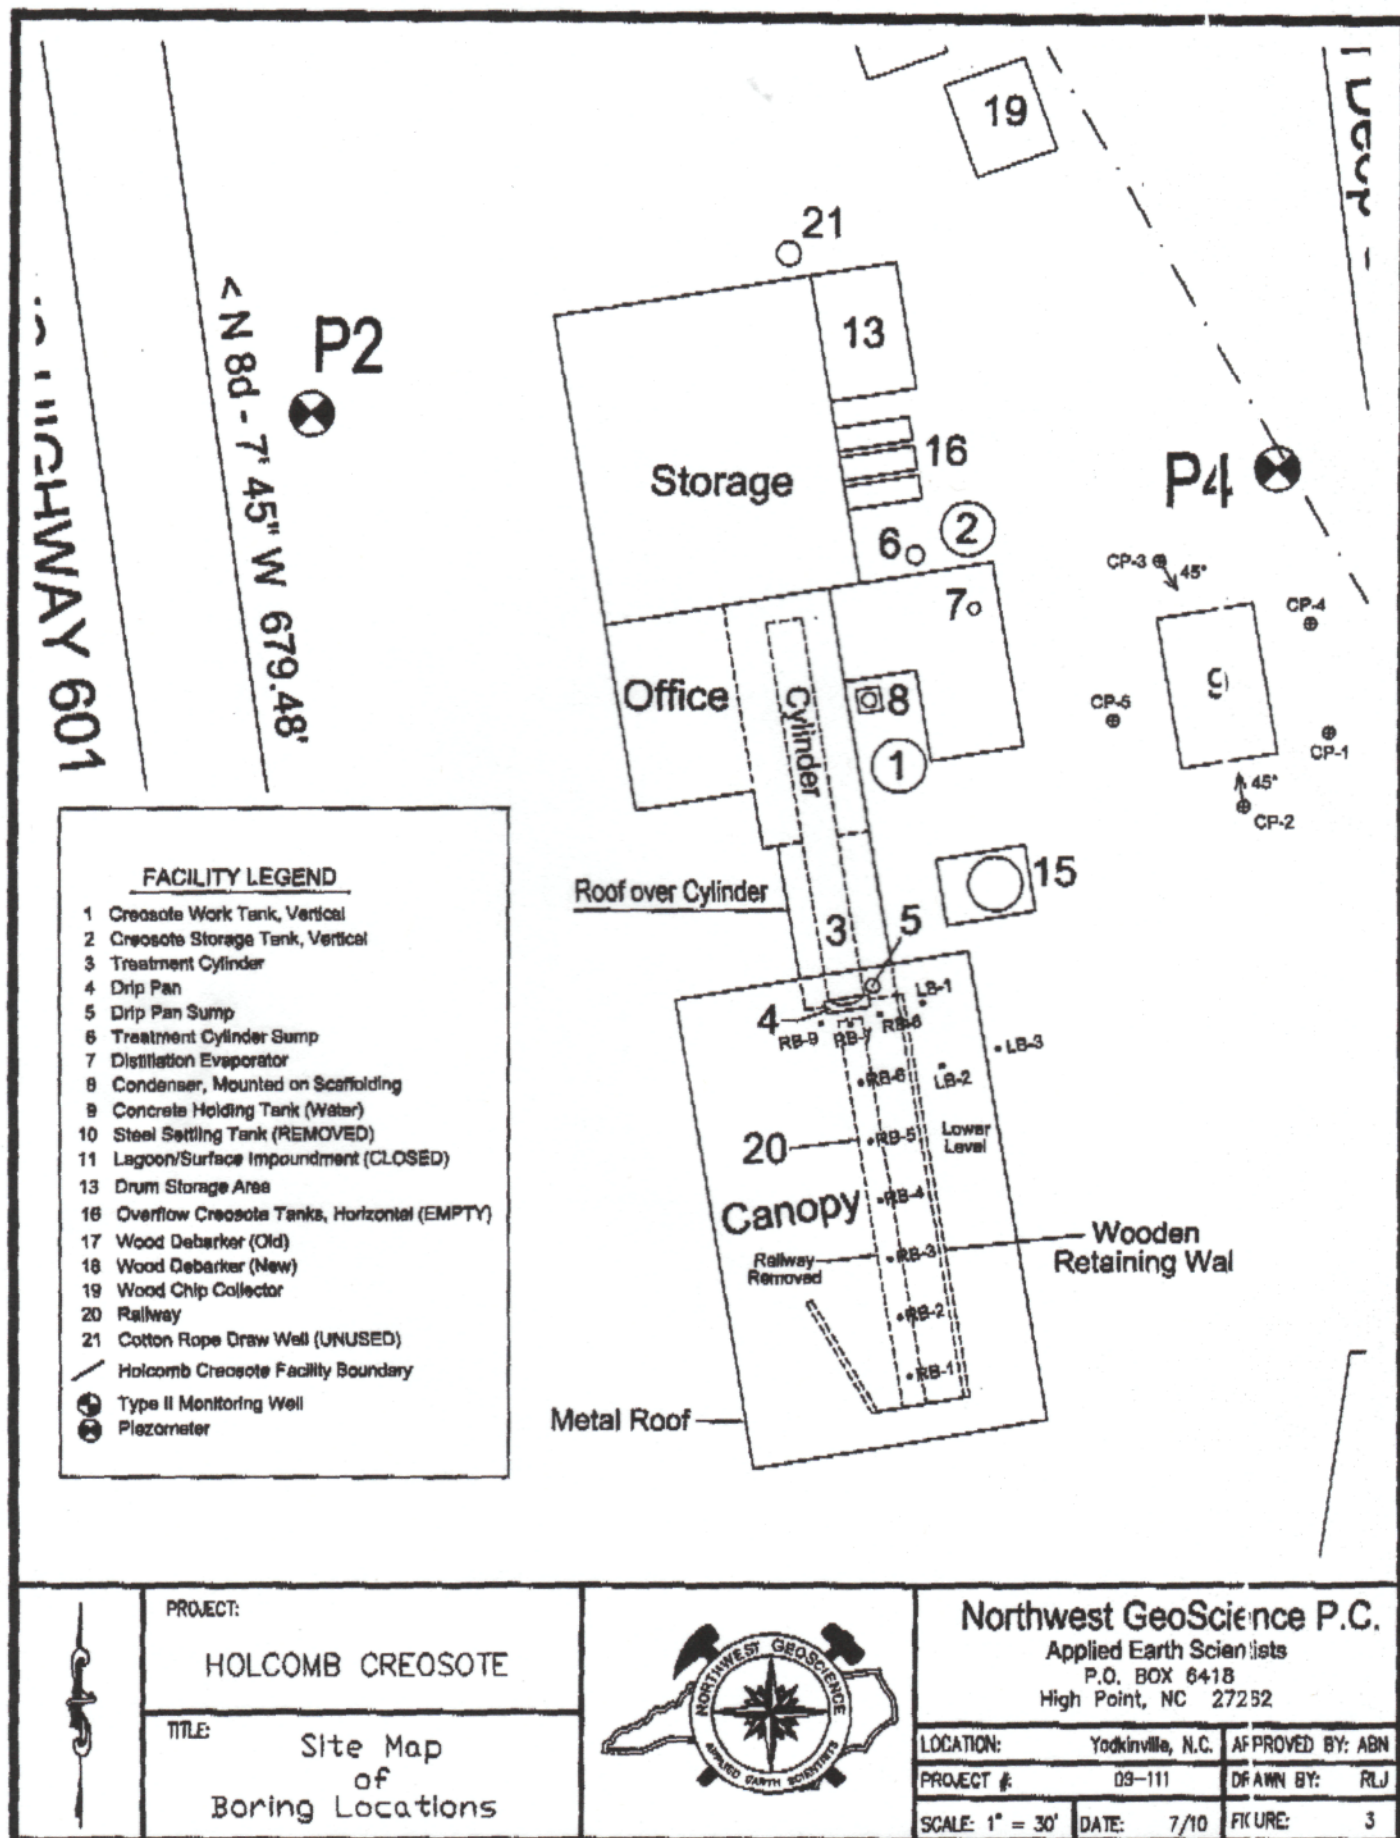 19
21
13
P2
< N 8d - 7' 45" W 679.48'
HIGHWAY 601
Storage
16
P4
2
6
7
CP-3
45°
CP-4
9
CP-5
CP-1
45°
CP-2
Office
Cylinder
8
1
15
Roof over Cylinder
3
5
4
LB-1
RB-9
RB-7
RB-8
LB-3
RB-6
LB-2
20
RB-5
Lower
Level
RB-4
Canopy
Railway
Removed
RB-3
Wooden
Retaining Wal
RB-2
RB-1
Metal Roof
FACILITY LEGEND
1 Creosote Work Tank, Vertical
2 Creosote Storage Tank, Vertical
3 Treatment Cylinder
4 Drip Pan
5 Drip Pan Sump
6 Treatment Cylinder Sump
7 Distillation Evaporator
8 Condenser, Mounted on Scaffolding
9 Concrete Holding Tank (Water)
10 Steel Settling Tank (REMOVED)
11 Lagoon/Surface Impoundment (CLOSED)
13 Drum Storage Area
16 Overflow Creosote Tanks, Horizontal (EMPTY)
17 Wood Debarker (Old)
18 Wood Debarker (New)
19 Wood Chip Collector
20 Railway
21 Cotton Rope Draw Well (UNUSED)
Holcomb Creosote Facility Boundary
Type II Monitoring Well
Piezometer
PROJECT:
HOLCOMB CREOSOTE
TITLE:
Site Map
of
Boring Locations
NORTHWEST GEOSCIENCE
APPLIED EARTH SCIENTISTS
Northwest GeoScience P.C.
Applied Earth Scientists
P.O. BOX 6418
High Point, NC 27262
LOCATION: Yadkinville, N.C.
APPROVED BY: ABN
PROJECT #: 09-111
DRAWN BY: RLJ
SCALE: 1" = 30'
DATE: 7/10
FIGURE: 3